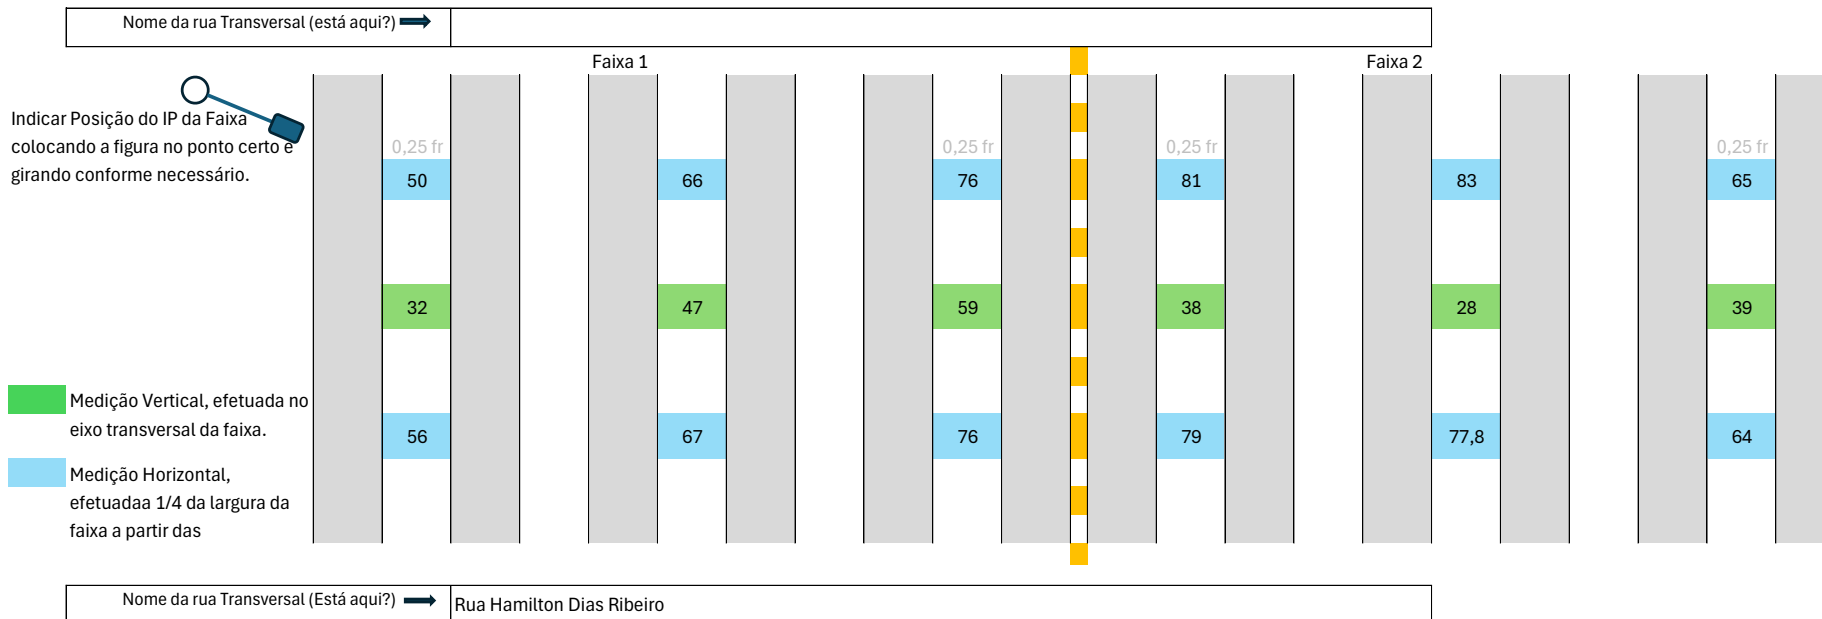 Nome da rua Transversal (está aqui?)
Faixa 1
Faixa 2
Indicar Posição do IP da Faixa
colocando a figura no ponto certo e
girando conforme necessário.
0,25 fr
0,25 fr
0,25 fr
0,25 fr
50
66
76
81
83
65
32
47
59
38
28
39
Medição Vertical, efetuada no
eixo transversal da faixa.
56
67
76
79
77,8
64
Medição Horizontal,
efetuadaa 1/4 da largura da
faixa a partir das
Nome da rua Transversal (Está aqui?)
Rua Hamilton Dias Ribeiro